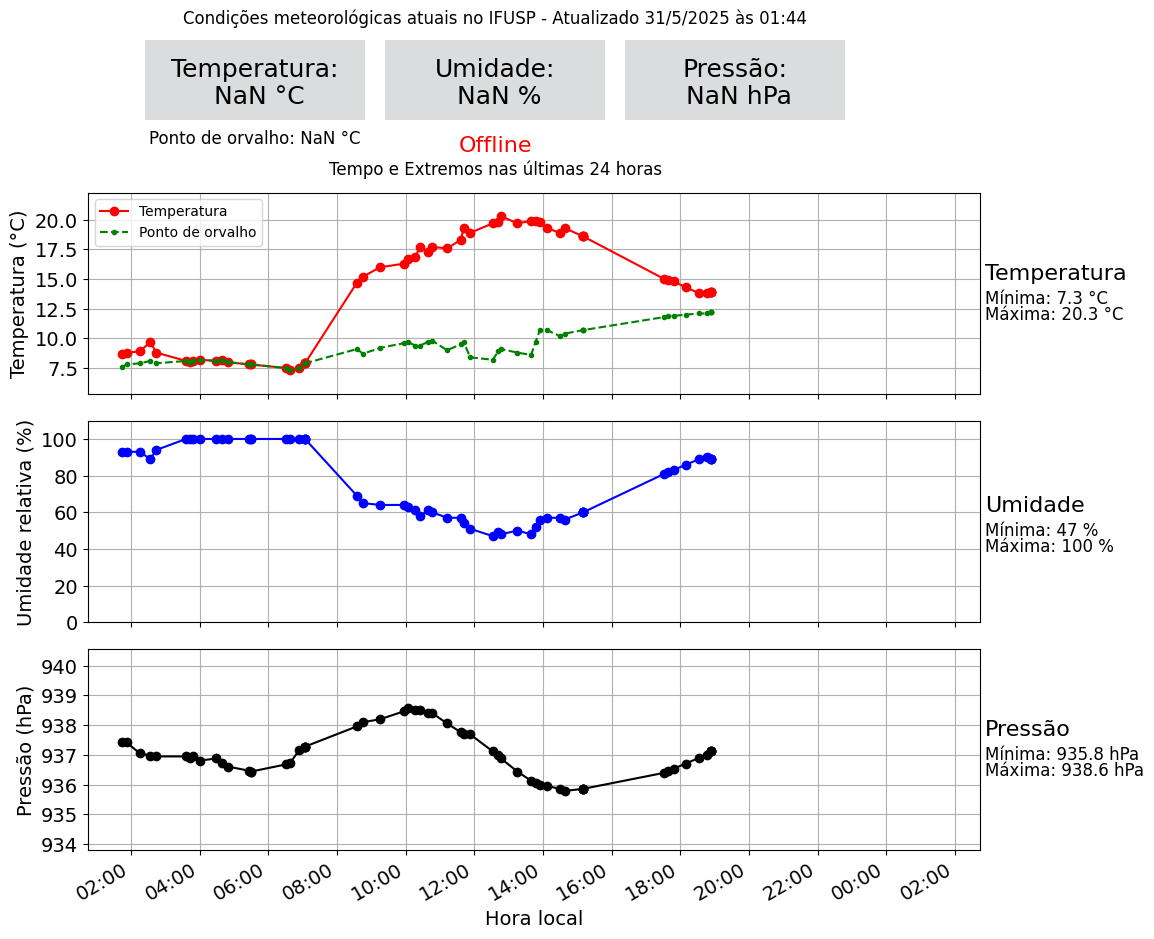 Condições meteorológicas atuais no IFUSP - Atualizado 31/5/2025 às 01:44
Temperatura:
NaN °C
Umidade:
NaN %
Pressão:
NaN hPa
Ponto de orvalho: NaN °C
Offline
Tempo e Extremos nas últimas 24 horas
Temperatura (°C)
20.0
17.5
15.0
12.5
10.0
7.5
Temperatura
Ponto de orvalho
Temperatura
Mínima: 7.3 °C
Máxima: 20.3 °C
Umidade relativa (%)
100
80
60
40
20
0
Umidade
Mínima: 47 %
Máxima: 100 %
Pressão (hPa)
940
939
938
937
936
935
934
Pressão
Mínima: 935.8 hPa
Máxima: 938.6 hPa
02:00 04:00 06:00 08:00 10:00 12:00 14:00 16:00 18:00 20:00 22:00 00:00 02:00
Hora local